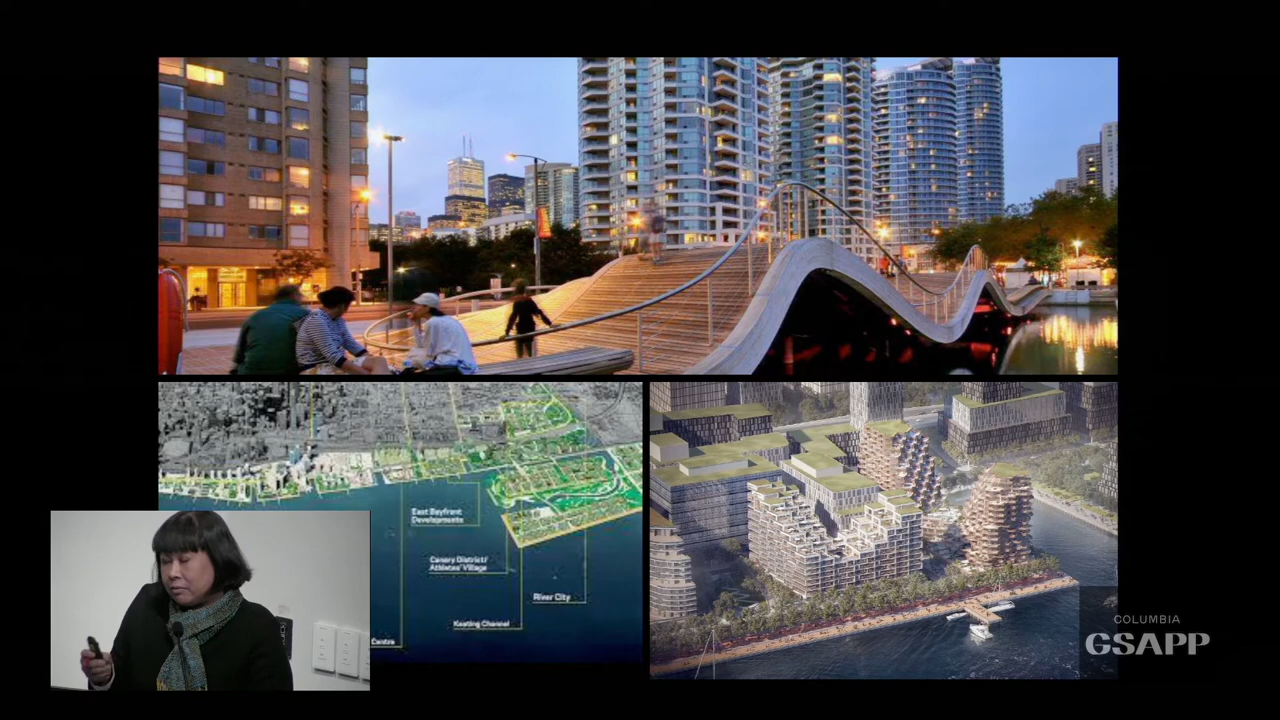 East Bayfront
Developments
Canary District/
Athletes' Village
River City
Keating Channel
Centre
COLUMBIA
GSAPP